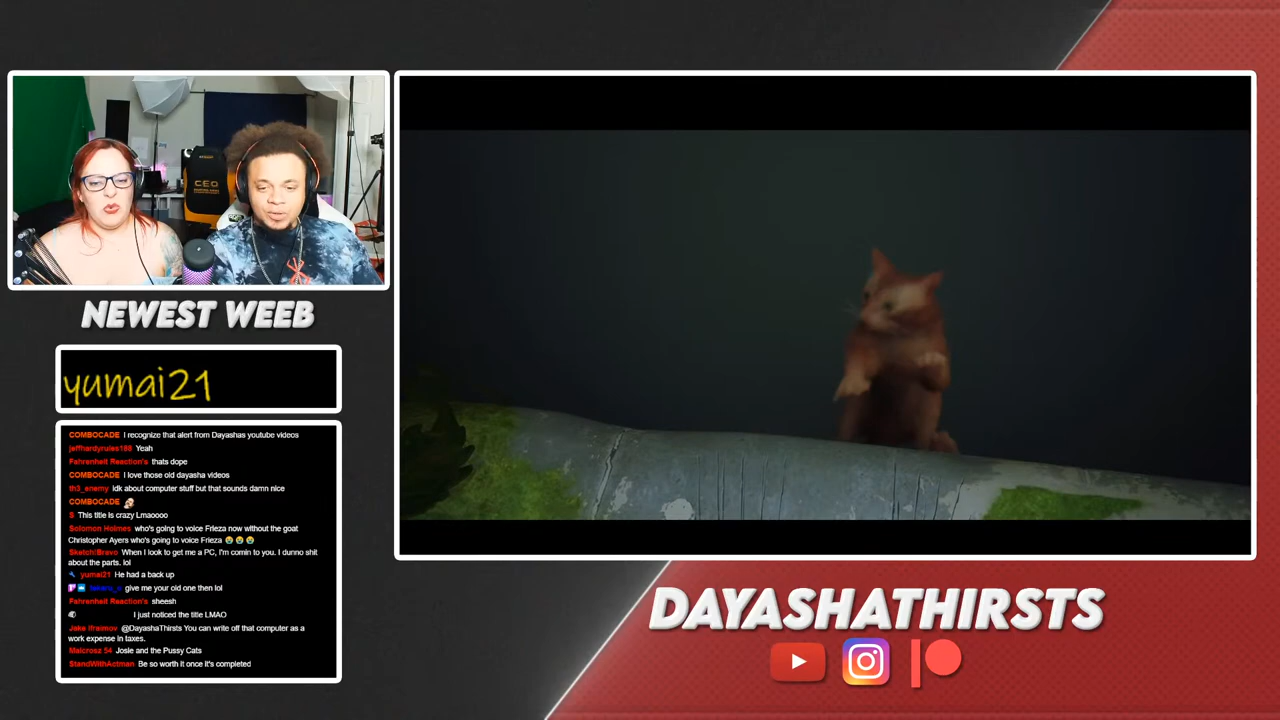 CEO
NEWEST WEEB
yumai21
COMBOCADE I recognize that alert from Dayashas youtube videos
jeffhardyrules188 Yeah
Fahrenheit Reaction's thats dope
COMBOCADE I love those old dayasha videos
th3_enemy idk about computer stuff but that sounds damn nice
COMBOCADE
S This title is crazy Lmaoooo
Solomon Holmes who's going to voice Frieza now without the goat
Christopher Ayers who's going to voice Frieza 😭 😭 😭
Sketch!Bravo When I look to get me a PC, I'm comin to you. I dunno shit
about the parts. lol
yumai21 He had a back up
give me your old one then lol
Fahrenheit Reaction's sheesh
I just noticed the title LMAO
Jake Ifraimov @DayashaThirsts You can write off that computer as a
work expense in taxes.
Malcrosz 54 Josie and the Pussy Cats
StandWithActman Be so worth it once it's completed
DAYASHATHIRSTS